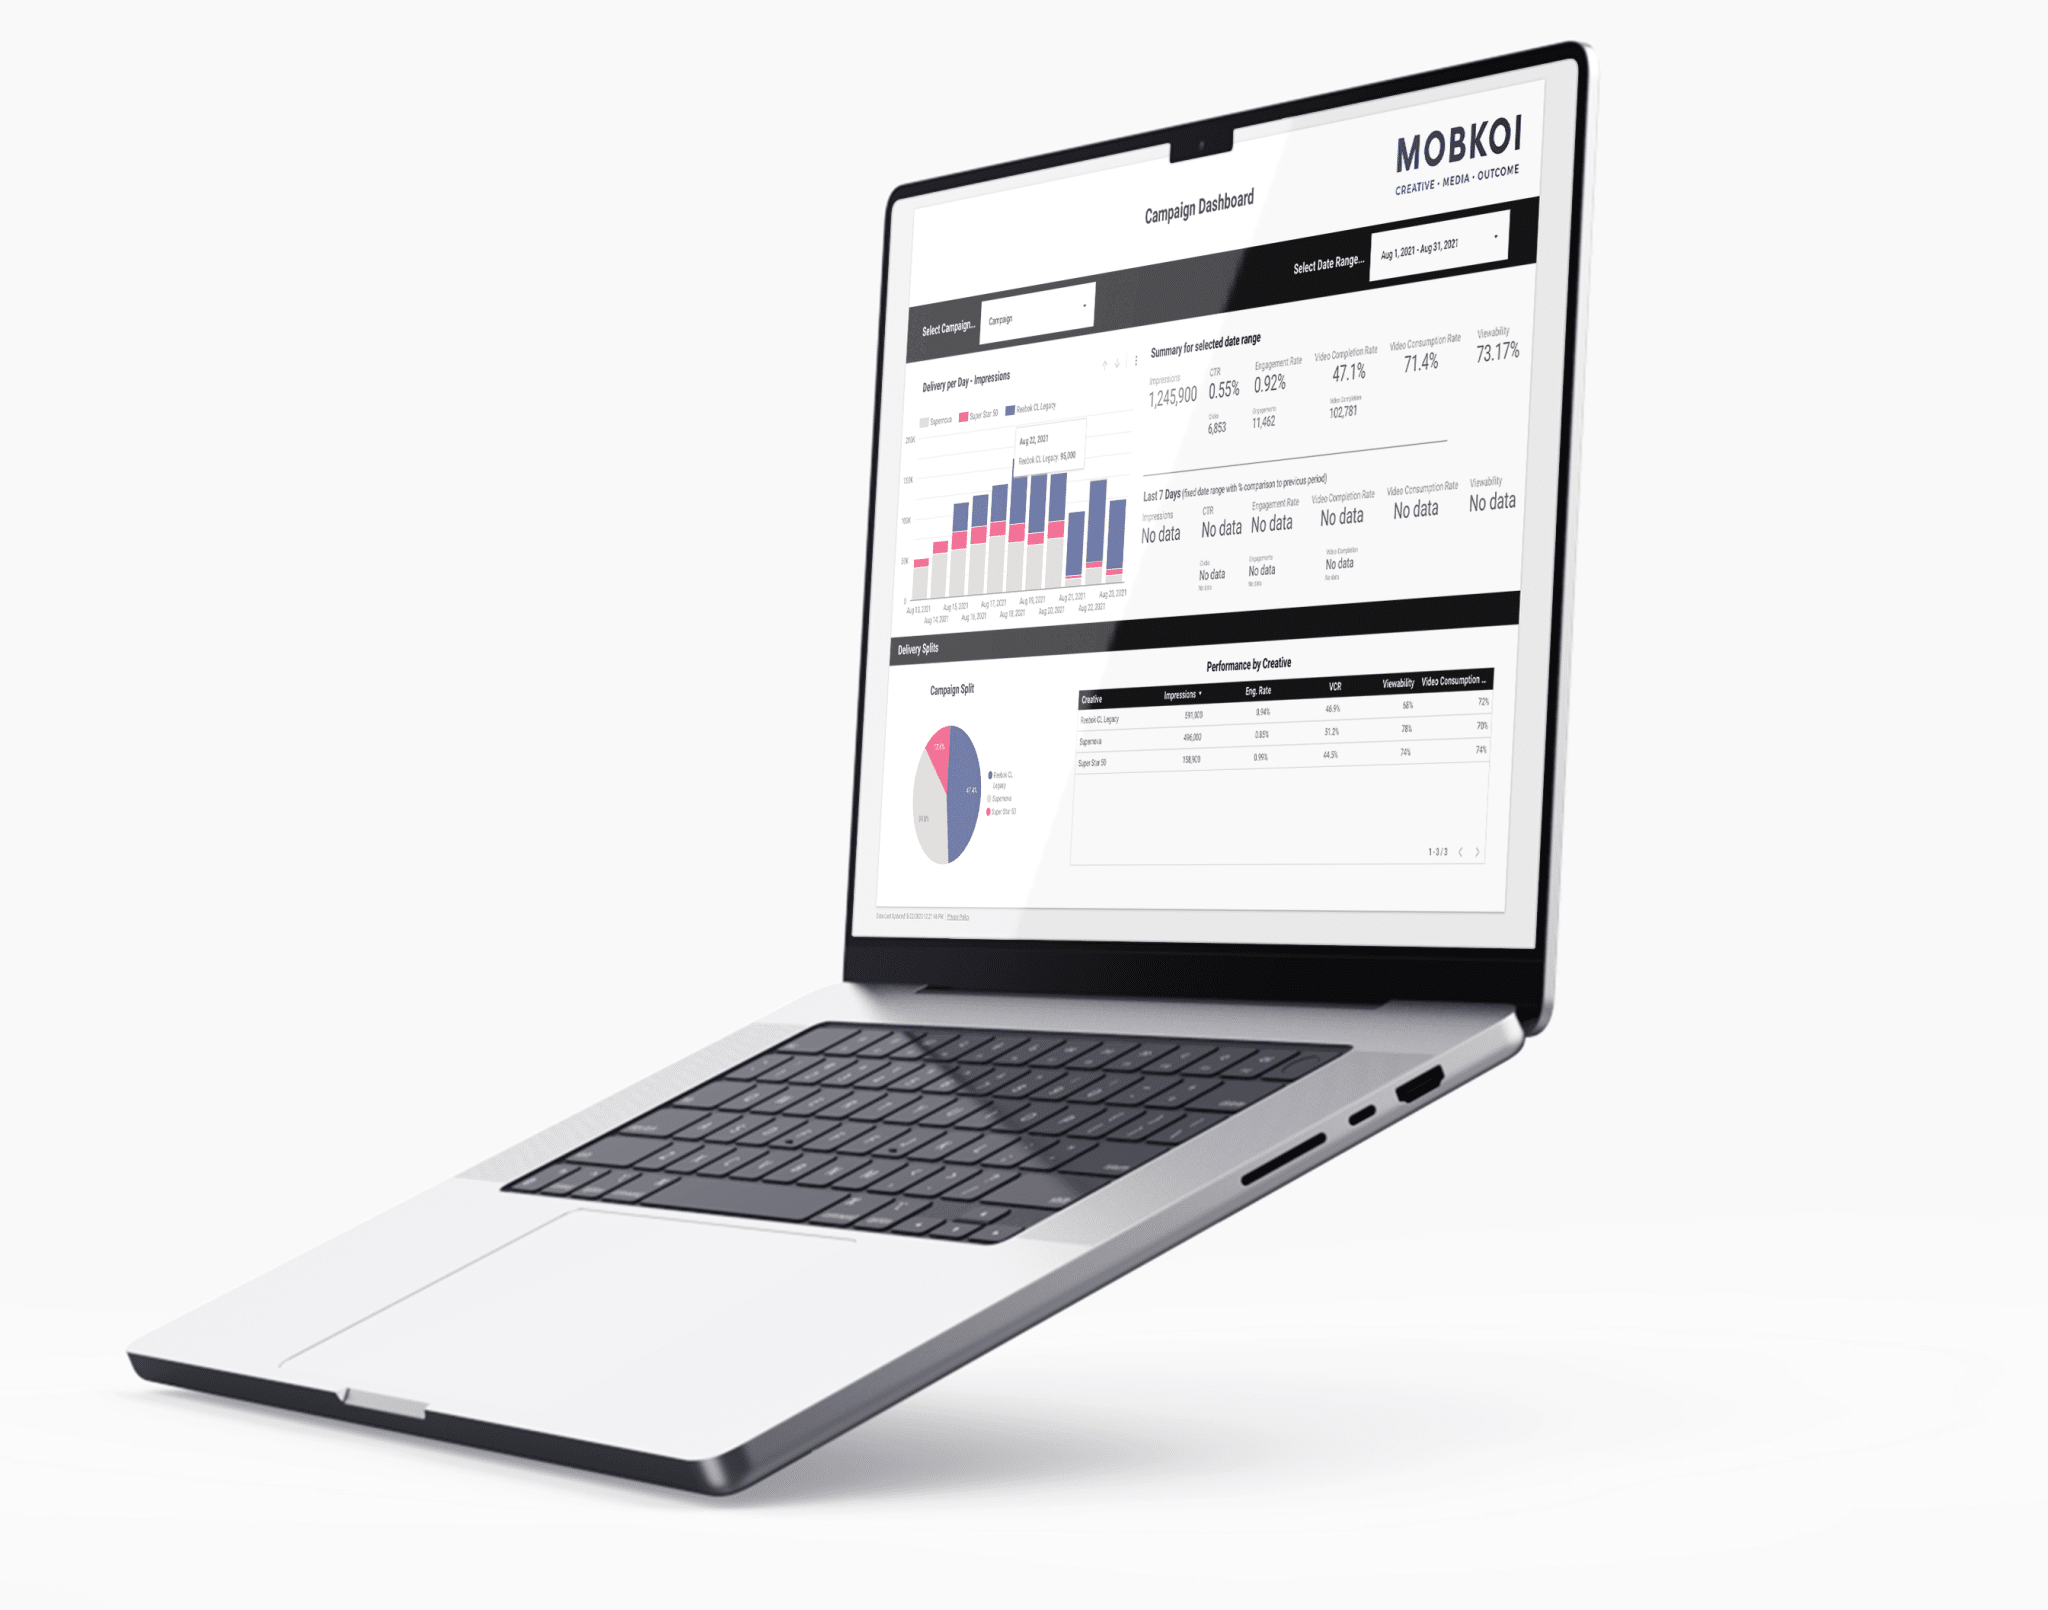 MOBKOI
CREATIVE • MEDIA • OUTCOME
Campaign Dashboard
Select Campaign...
Campaign
Select Date Range...
Aug 1, 2021 - Aug 31, 2021
Delivery per Day - Impressions
Supernova
Super Star 50
Reebok CL Legacy
Aug 22, 2021
Reebok CL Legacy: 95,000
200K
150K
100K
50K
0
Aug 13, 2021
Aug 14, 2021
Aug 15, 2021
Aug 16, 2021
Aug 17, 2021
Aug 18, 2021
Aug 19, 2021
Aug 20, 2021
Aug 21, 2021
Aug 22, 2021
Aug 23, 2021
Summary for selected date range
Impressions
1,245,900
CTR
0.55%
Clicks
6,853
Engagement Rate
0.92%
Engagements
11,462
Video Completion Rate
47.1%
Video Completion
102,781
Video Consumption Rate
71.4%
Viewability
73.17%
Last 7 Days (fixed date range with % comparison to previous period)
Impressions
No data
CTR
No data
Clicks
No data
No data
Engagement Rate
No data
Engagements
No data
No data
Video Completion Rate
No data
Video Completion
No data
No data
Video Consumption Rate
No data
Viewability
No data
Delivery Splits
Campaign Split
47.4%
39.8%
Reebok CL
Legacy
Supernova
Super Star 50
Performance by Creative
Creative Impressions Eng. Rate VCR Viewability Video Consumption ...
Reebok CL Legacy 591,000 0.94% 46.9% 68% 72%
Supernova 496,000 0.85% 51.2% 78% 70%
Super Star 50 158,900 0.99% 44.5% 74% 74%
1 - 3 / 3
Data Last Updated:
Privacy Policy